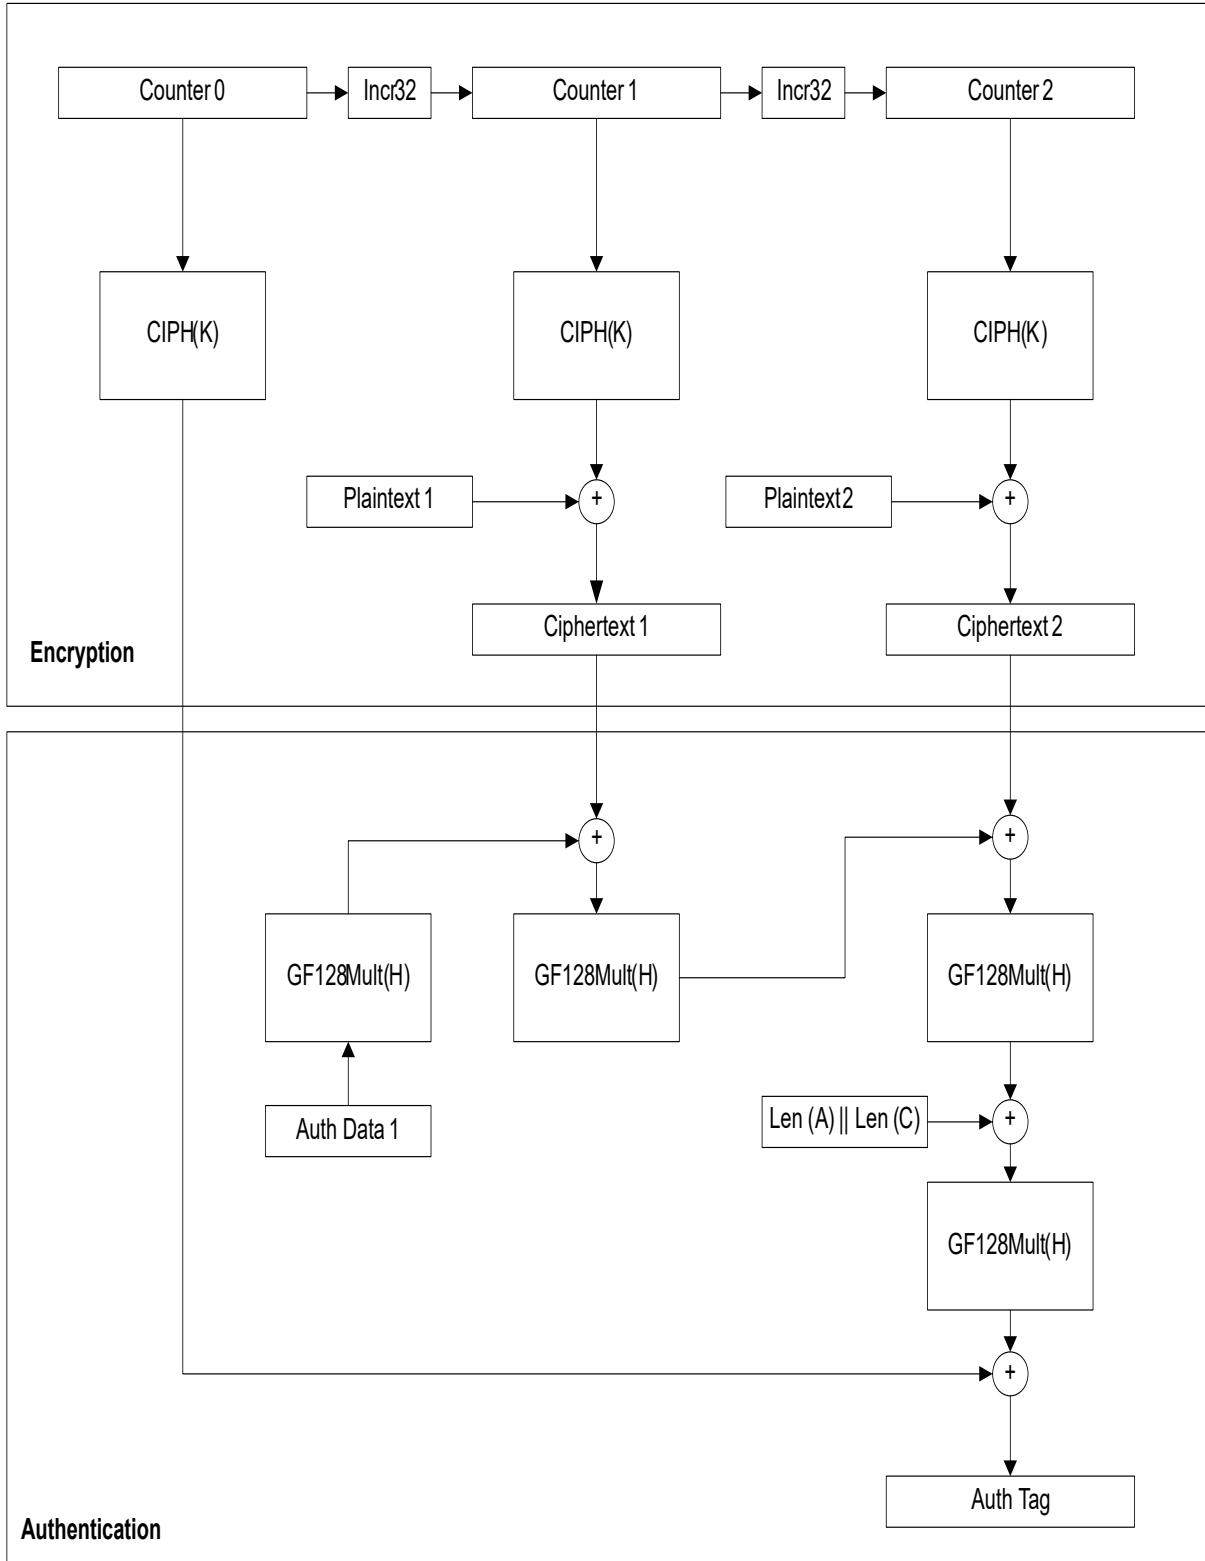 Counter 0
Incr32
Counter 1
Incr32
Counter 2
CIPH(K)
CIPH(K)
CIPH(K)
Plaintext 1
+
Plaintext 2
+
Ciphertext 1
Ciphertext 2
Encryption
+
+
GF128Mult(H)
GF128Mult(H)
GF128Mult(H)
Auth Data 1
Len (A) || Len (C)
+
GF128Mult(H)
+
Auth Tag
Authentication